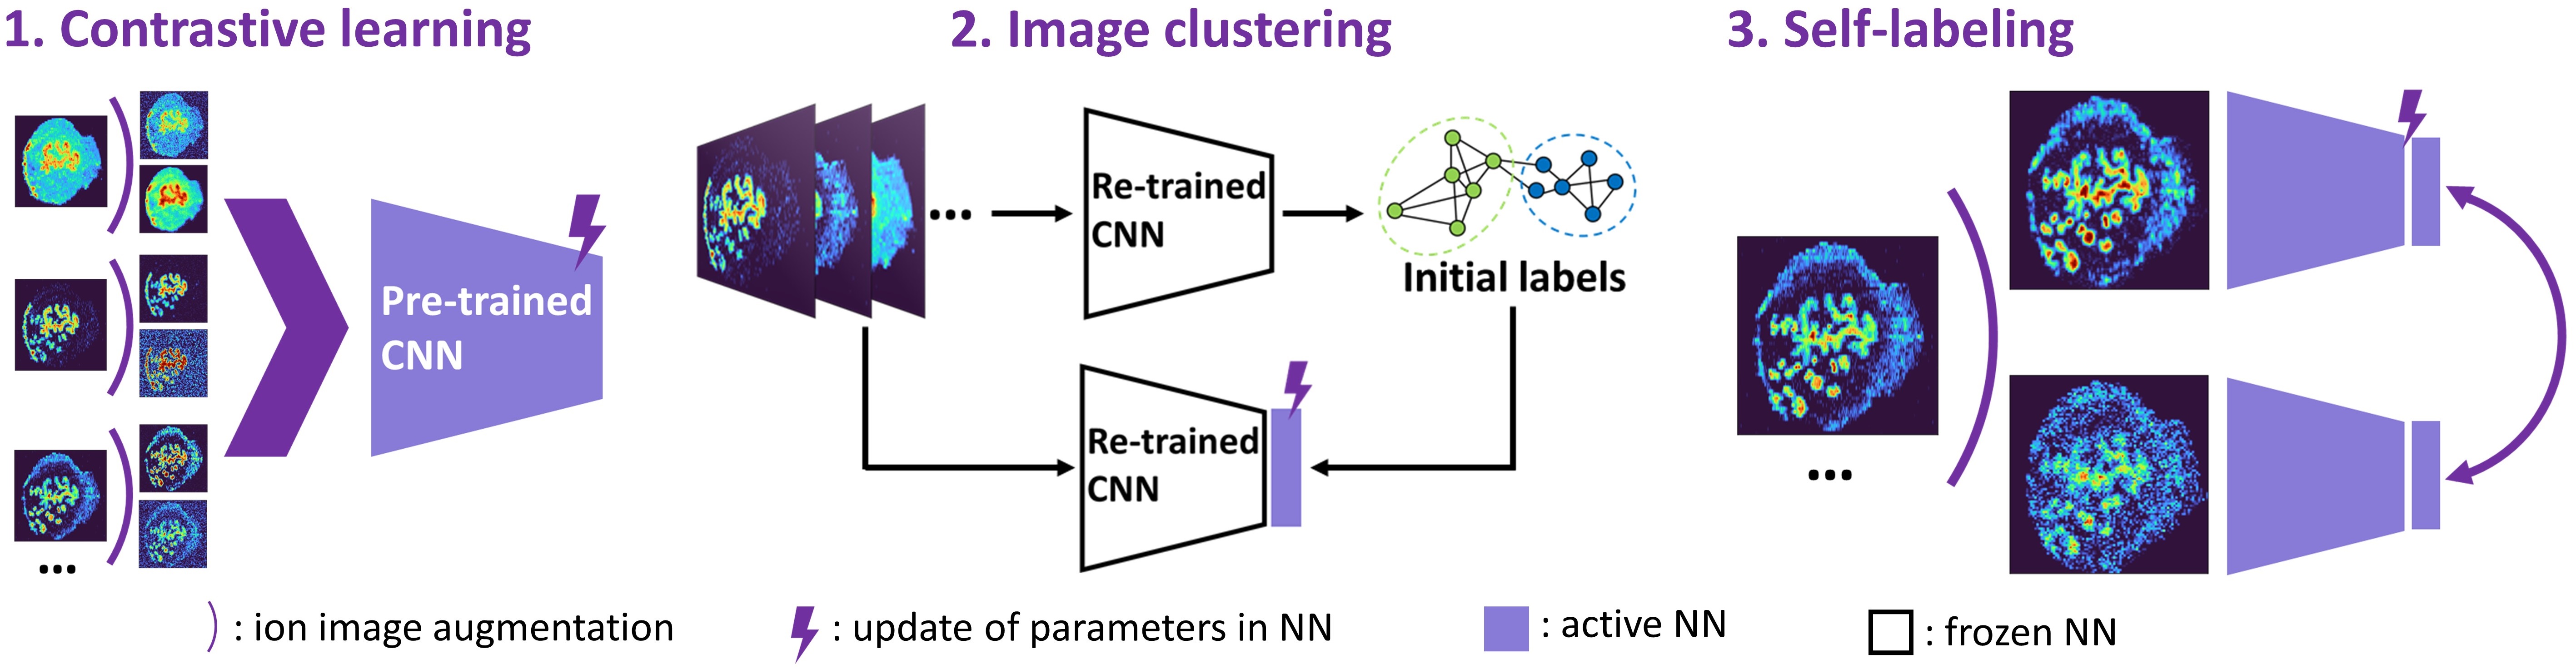 1. Contrastive learning
2. Image clustering
3. Self-labeling
Pre-trained
CNN
...
...
Re-trained
CNN
Initial labels
Re-trained
CNN
...
: ion image augmentation
: update of parameters in NN
: active NN
: frozen NN